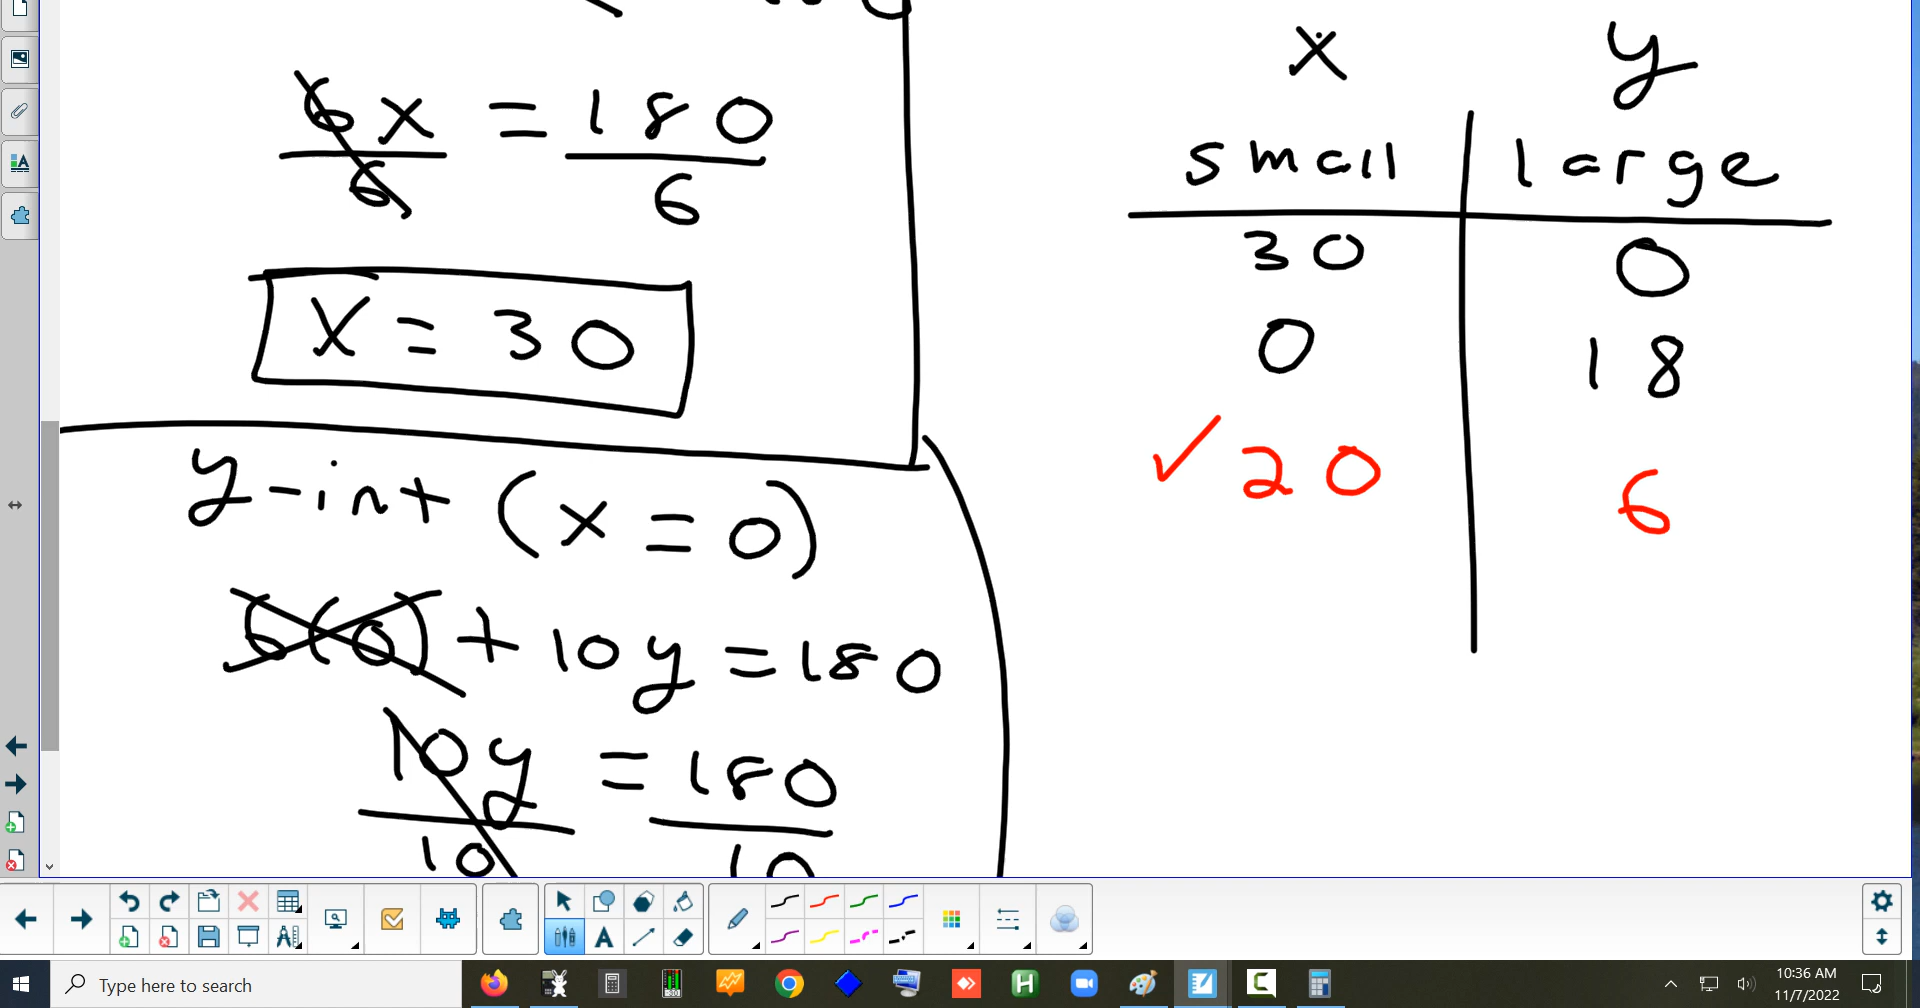 6x = 180
6 6
x = 30
y-int (x = 0)
6(0) + 10y = 180
10y = 180
10 10
x y
small large
30 0
0 18
✓ 20 6
Type here to search
10:36 AM
11/7/2022